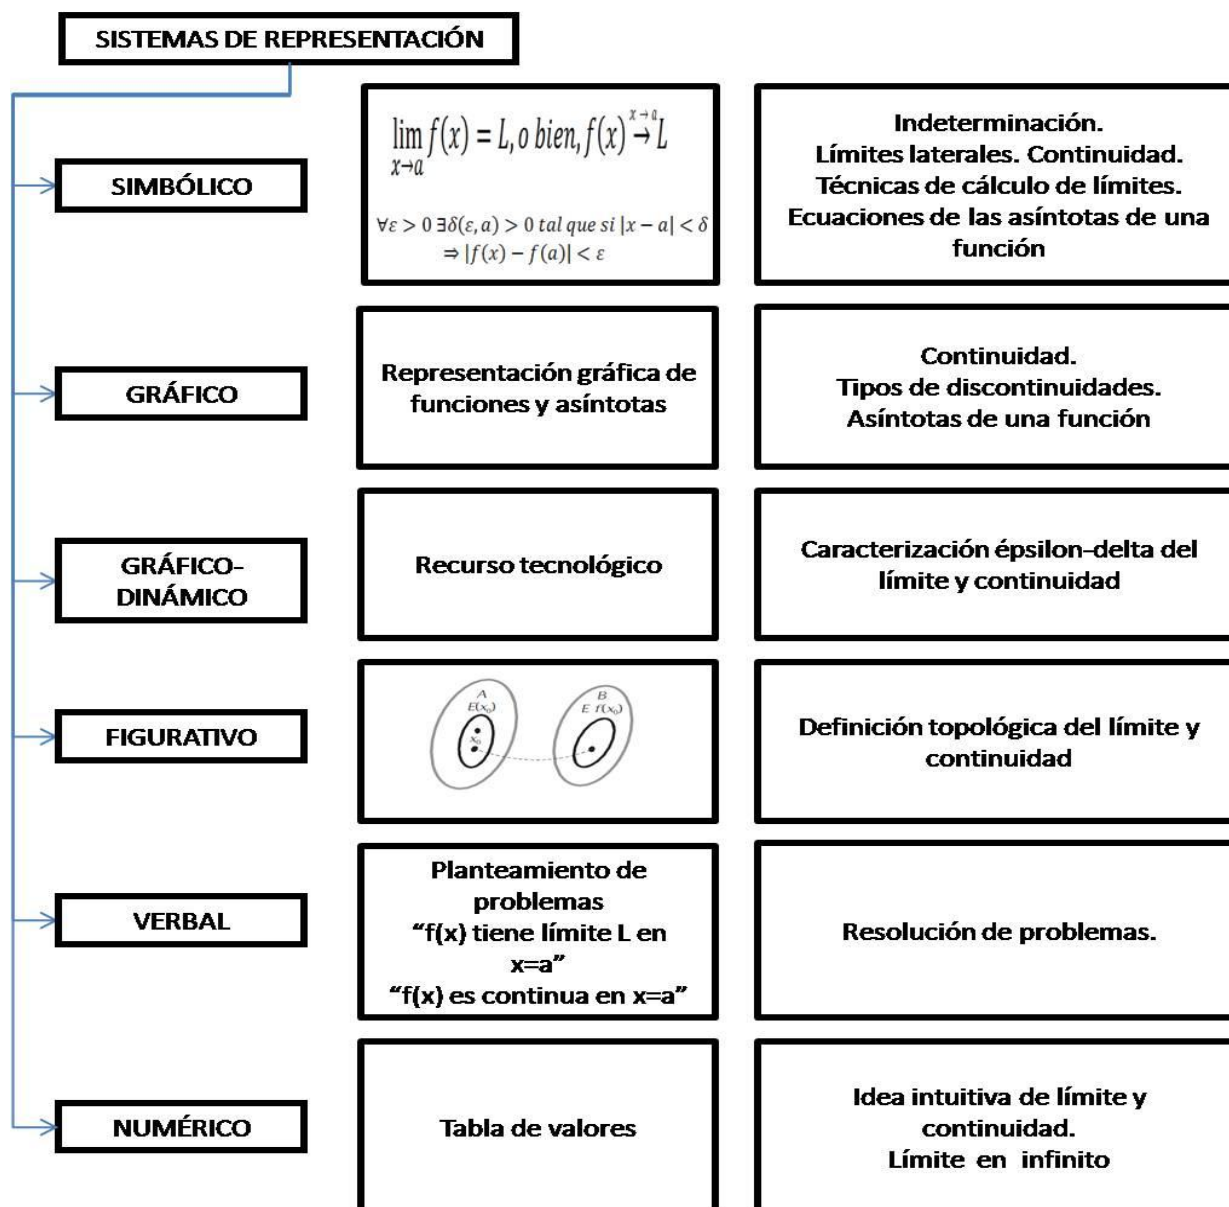 SISTEMAS DE REPRESENTACIÓN
SIMBÓLICO
lim f(x) = L, o bien, f(x) → L
x→a
x→a
∀ε > 0 ∃δ(ε, a) > 0 tal que si |x − a| < δ
⇒ |f(x) − f(a)| < ε
Indeterminación.
Límites laterales. Continuidad.
Técnicas de cálculo de límites.
Ecuaciones de las asíntotas de una
función
GRÁFICO
Representación gráfica de
funciones y asíntotas
Continuidad.
Tipos de discontinuidades.
Asíntotas de una función
GRÁFICO-
DINÁMICO
Recurso tecnológico
Caracterización épsilon-delta del
límite y continuidad
FIGURATIVO
A
E(x₀)
x₀
B
E f(x₀)
Definición topológica del límite y
continuidad
VERBAL
Planteamiento de
problemas
“f(x) tiene límite L en
x=a”
“f(x) es continua en x=a”
Resolución de problemas.
NUMÉRICO
Tabla de valores
Idea intuitiva de límite y
continuidad.
Límite en infinito